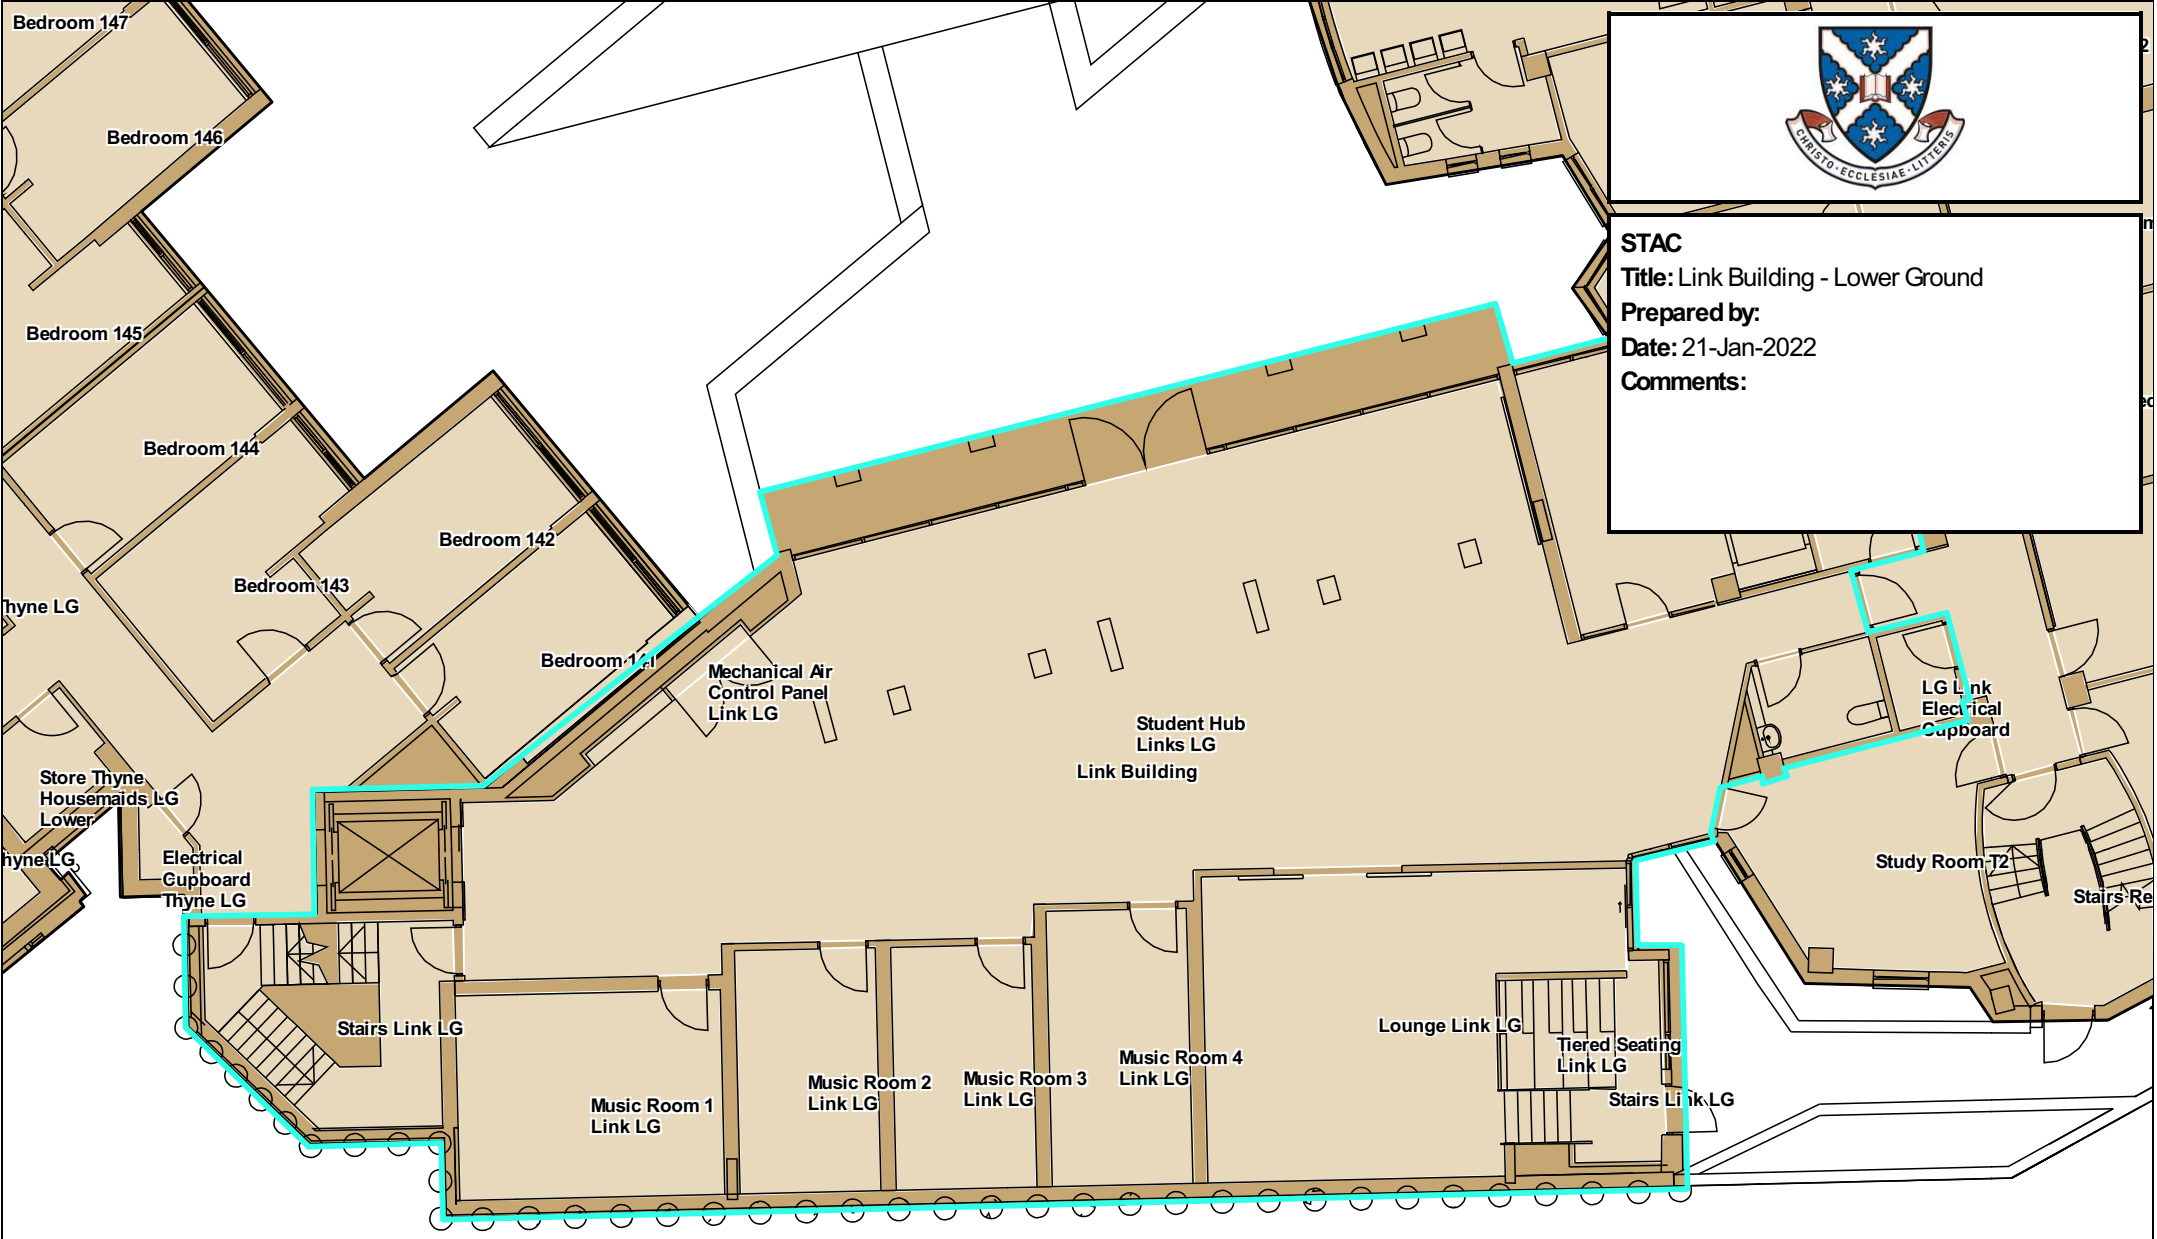 Bedroom 147
Bedroom 146
Bedroom 145
Bedroom 144
Bedroom 142
Bedroom 143
Thyne LG
Bedroom 141
Mechanical Air
Control Panel
Link LG
Student Hub
Links LG
Link Building
LG Link
Electrical
Cupboard
Store Thyne
Housemaids LG
Lower
Thyne LG
Electrical
Cupboard
Thyne LG
Study Room T2
Stairs Re
Stairs Link LG
Lounge Link LG
Tiered Seating
Link LG
Stairs Link LG
Music Room 1
Link LG
Music Room 2
Link LG
Music Room 3
Link LG
Music Room 4
Link LG
CHRISTO·ECCLESIAE·LITTERIS
STAC
Title: Link Building - Lower Ground
Prepared by:
Date: 21-Jan-2022
Comments: